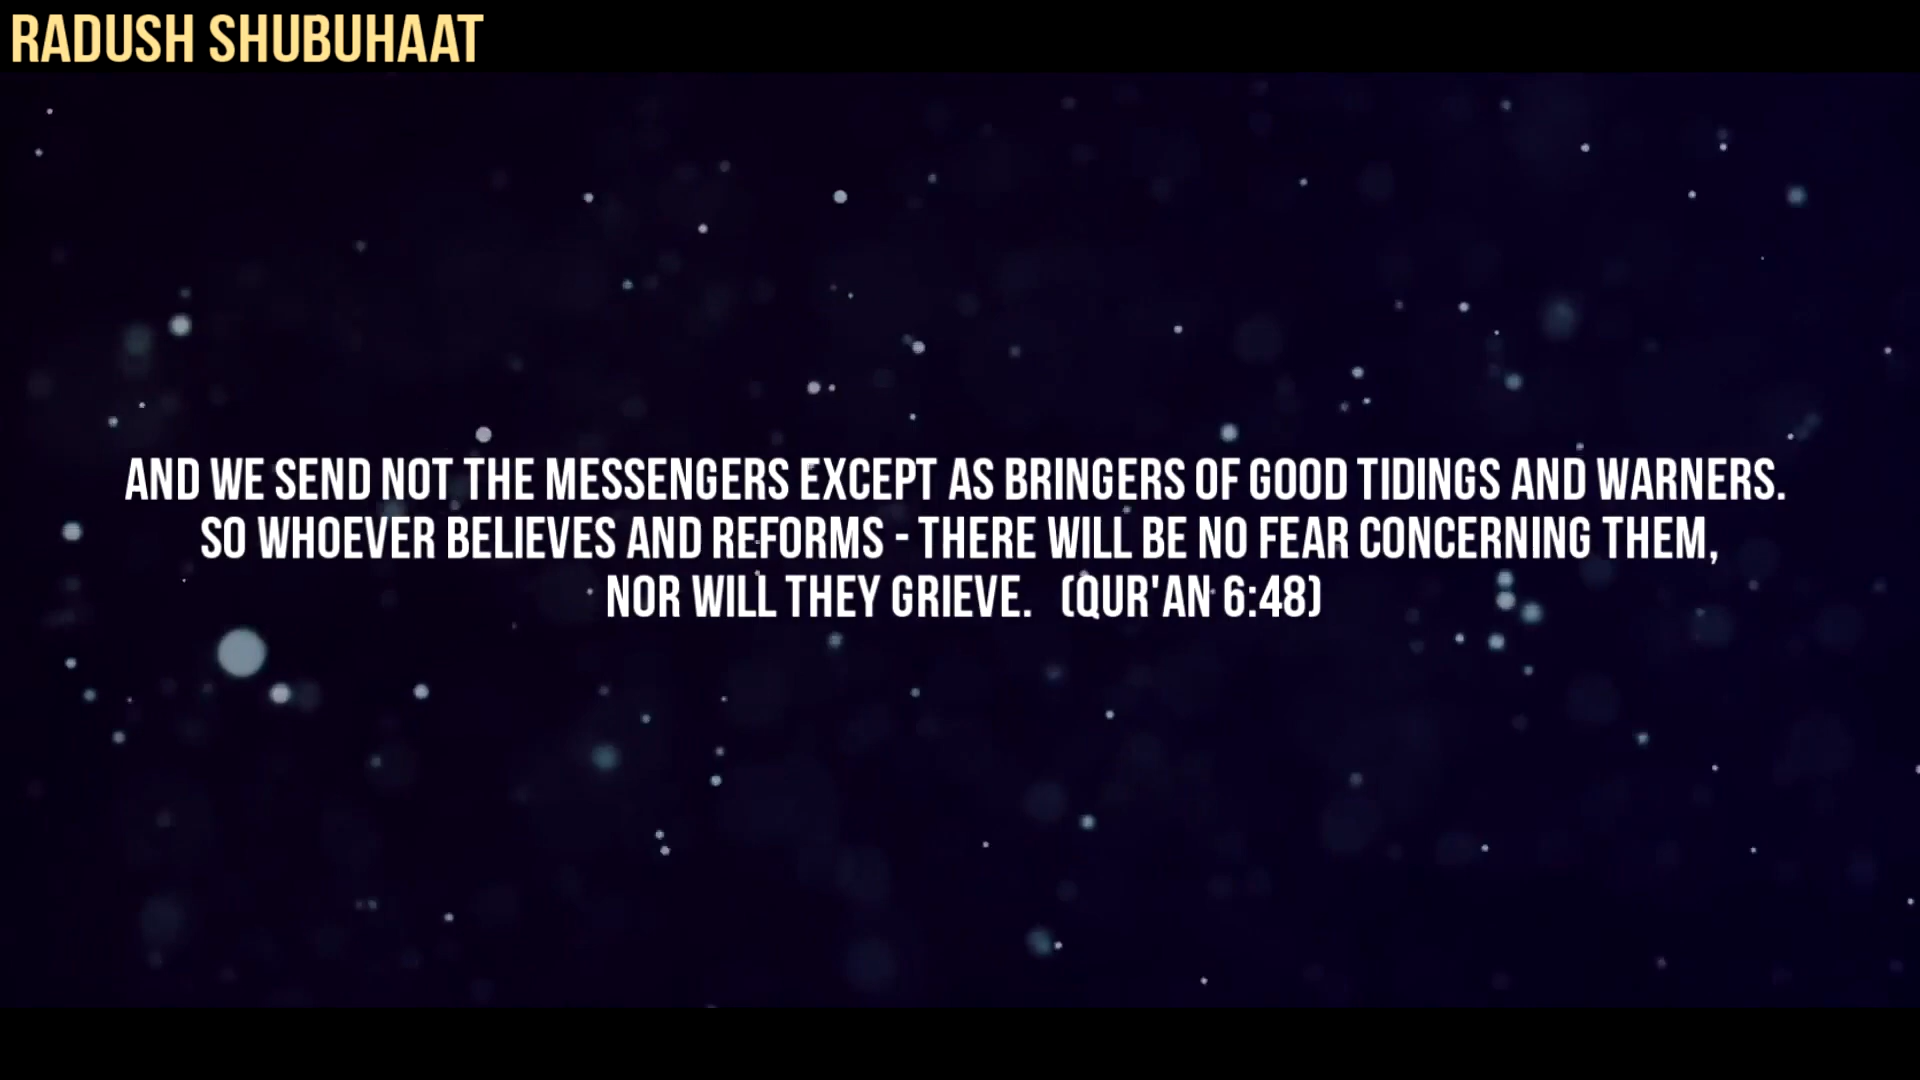 RADUSH SHUBUHAAT
AND WE SEND NOT THE MESSENGERS EXCEPT AS BRINGERS OF GOOD TIDINGS AND WARNERS.
SO WHOEVER BELIEVES AND REFORMS - THERE WILL BE NO FEAR CONCERNING THEM,
NOR WILL THEY GRIEVE. (QUR'AN 6:48)